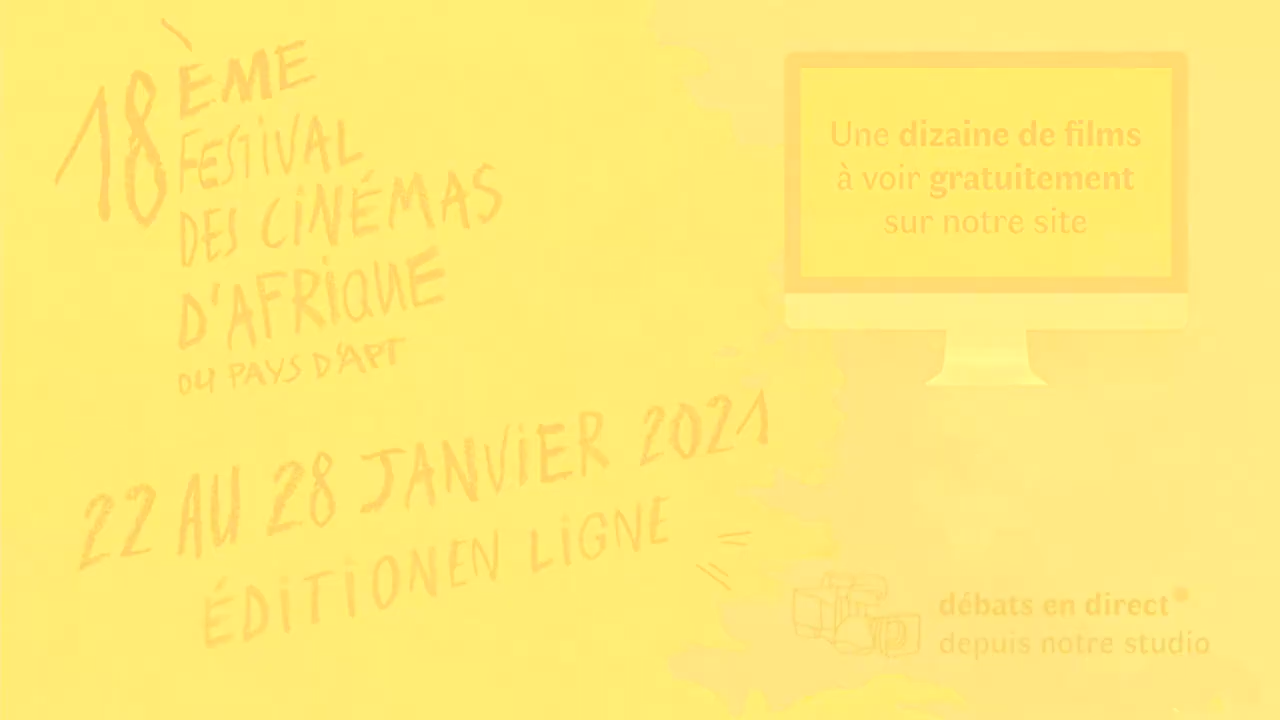 18ÈME
FESTiVAL
DES CiNÉMAS
D'AFRiQUE
DU PAYS D'APT
22 AU 28 JANViER 2021
ÉDiTiON EN LiGNE
Une dizaine de films
à voir gratuitement
sur notre site
débats en direct
depuis notre studio